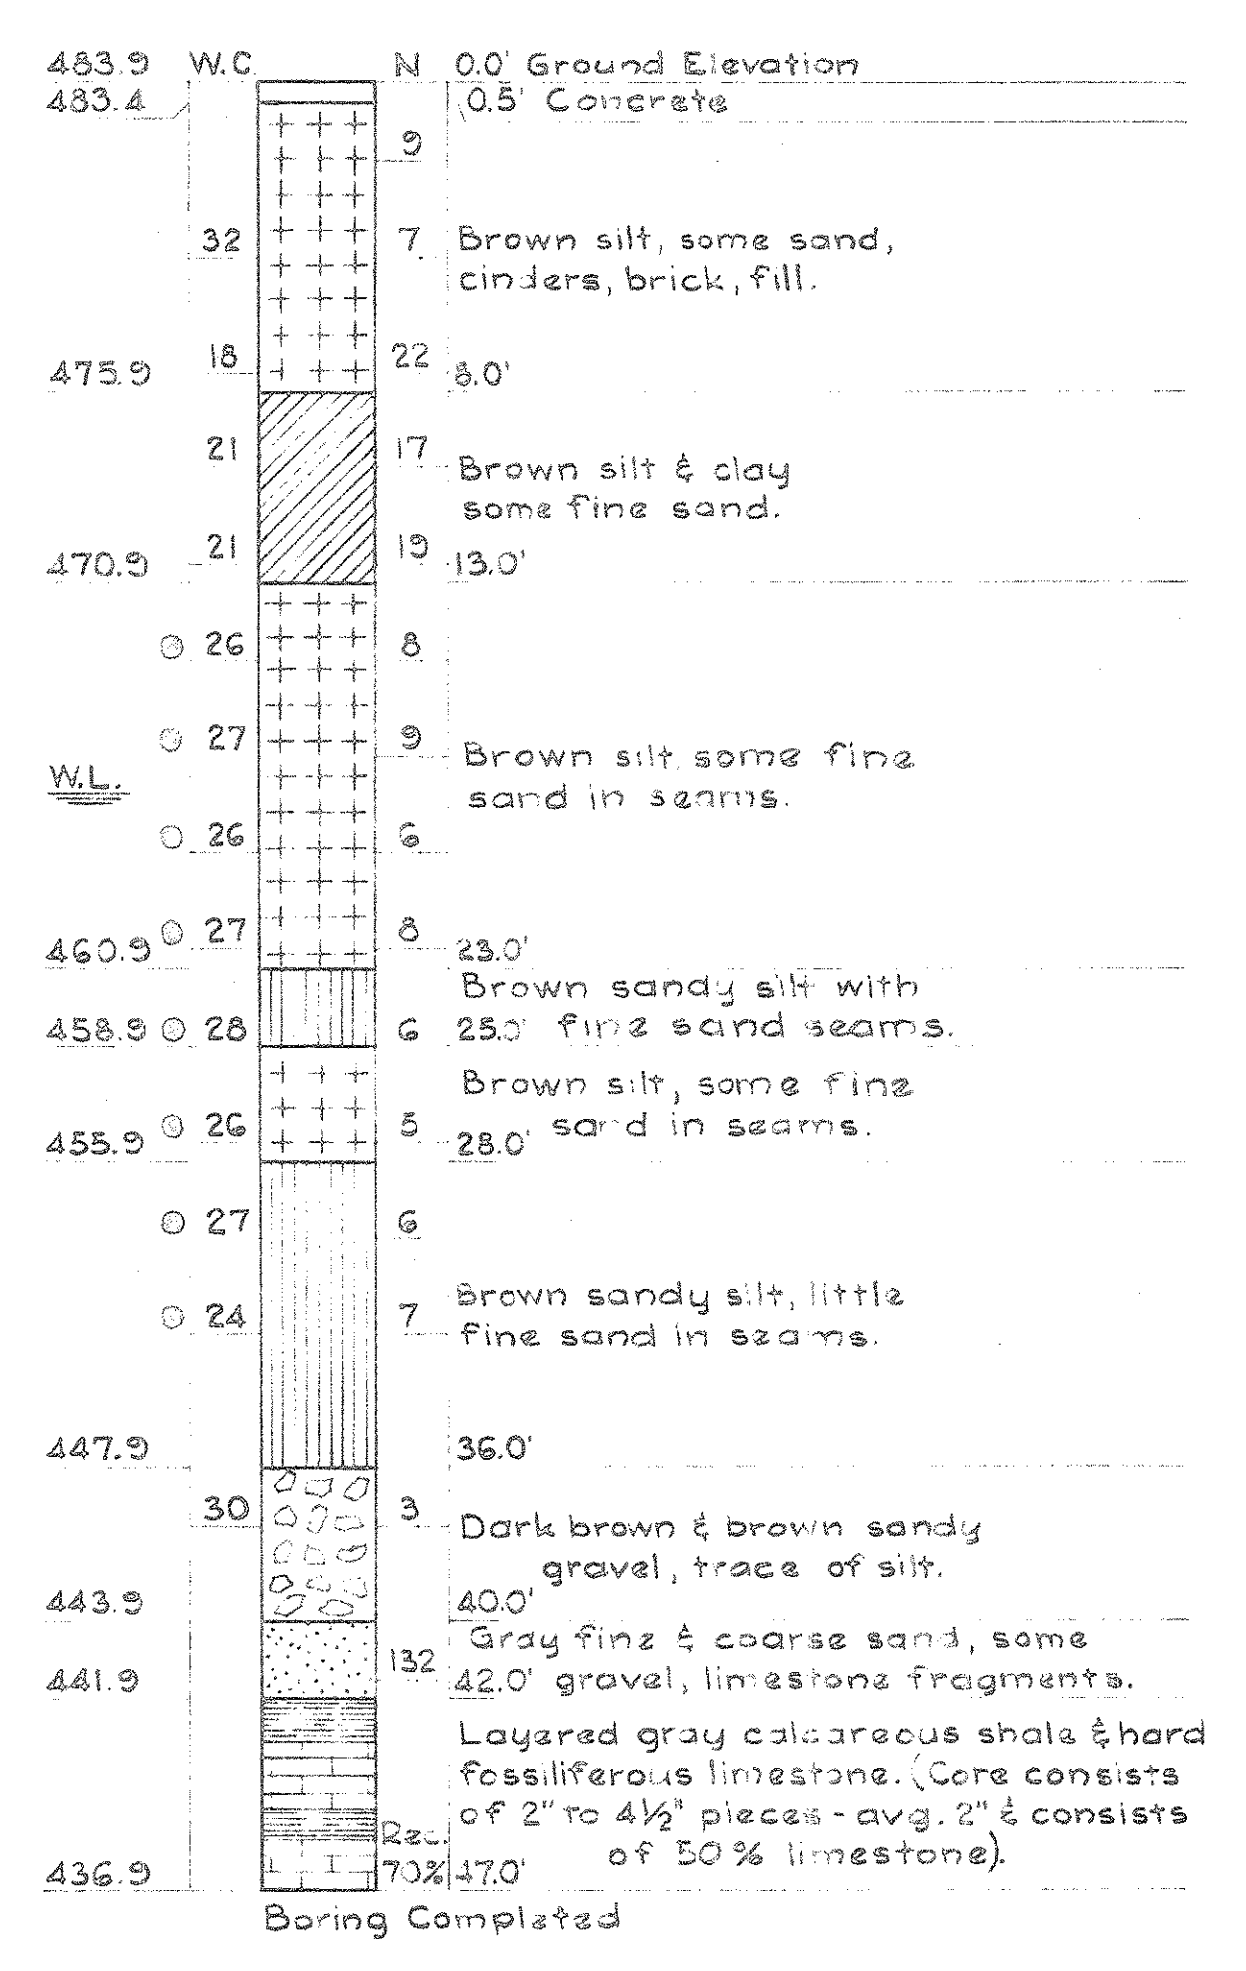 483.9 W.C. N 0.0' Ground Elevation
483.4 0.5' Concrete
9
32 7 Brown silt, some sand,
cinders, brick, fill.
18 22
475.9 8.0'
21 17 Brown silt & clay
some fine sand.
21 19
470.9 13.0'
26 8
27 9 Brown silt some fine
W.L. sand in seams.
26 6
27 8
460.9 23.0'
Brown sandy silt with
458.9 28 6 25.0' fine sand seams.
Brown silt, some fine
26 5 sand in seams.
455.9 28.0'
27 6
Brown sandy silt, little
24 7 fine sand in seams.
447.9 36.0'
30 3 Dark brown & brown sandy
gravel, trace of silt.
443.9 40.0'
Gray fine & coarse sand, some
132
441.9 42.0' gravel, limestone fragments.
Layered gray calcareous shale & hard
fossiliferous limestone. (Core consists
of 2" to 4½" pieces - avg. 2" & consists
Rec. of 50% limestone).
436.9 70% 47.0'
Boring Completed